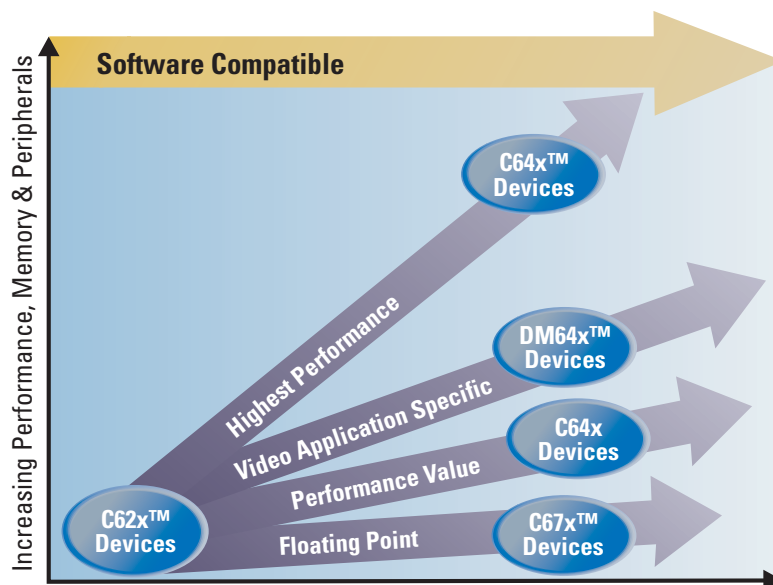 Software Compatible
Increasing Performance, Memory & Peripherals
C64x™
Devices
Highest Performance
DM64x™
Devices
Video Application Specific
C64x
Devices
Performance Value
C62x™
Devices
C67x™
Devices
Floating Point